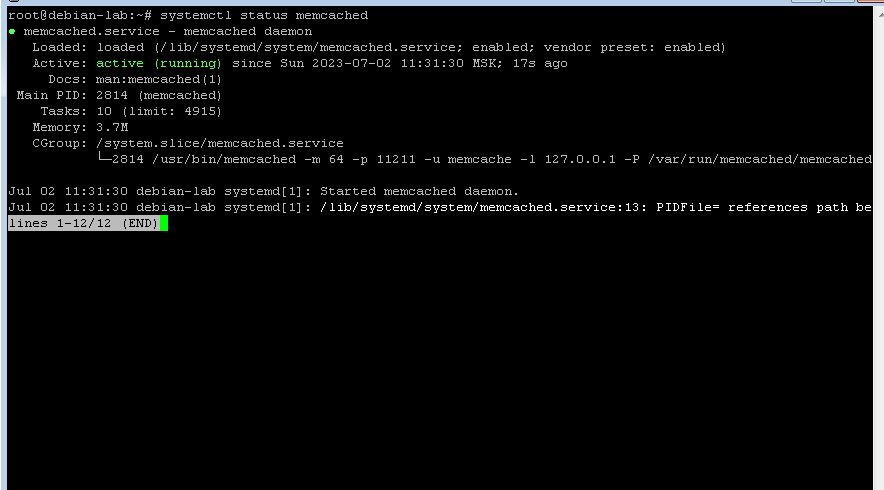 root@debian-lab:~# systemctl status memcached
● memcached.service - memcached daemon
Loaded: loaded (/lib/systemd/system/memcached.service; enabled; vendor preset: enabled)
Active: active (running) since Sun 2023-07-02 11:31:30 MSK; 17s ago
Docs: man:memcached(1)
Main PID: 2814 (memcached)
Tasks: 10 (limit: 4915)
Memory: 3.7M
CGroup: /system.slice/memcached.service
└─2814 /usr/bin/memcached -m 64 -p 11211 -u memcache -l 127.0.0.1 -P /var/run/memcached/memcached
Jul 02 11:31:30 debian-lab systemd[1]: Started memcached daemon.
Jul 02 11:31:30 debian-lab systemd[1]: /lib/systemd/system/memcached.service:13: PIDFile= references path be
lines 1-12/12 (END)